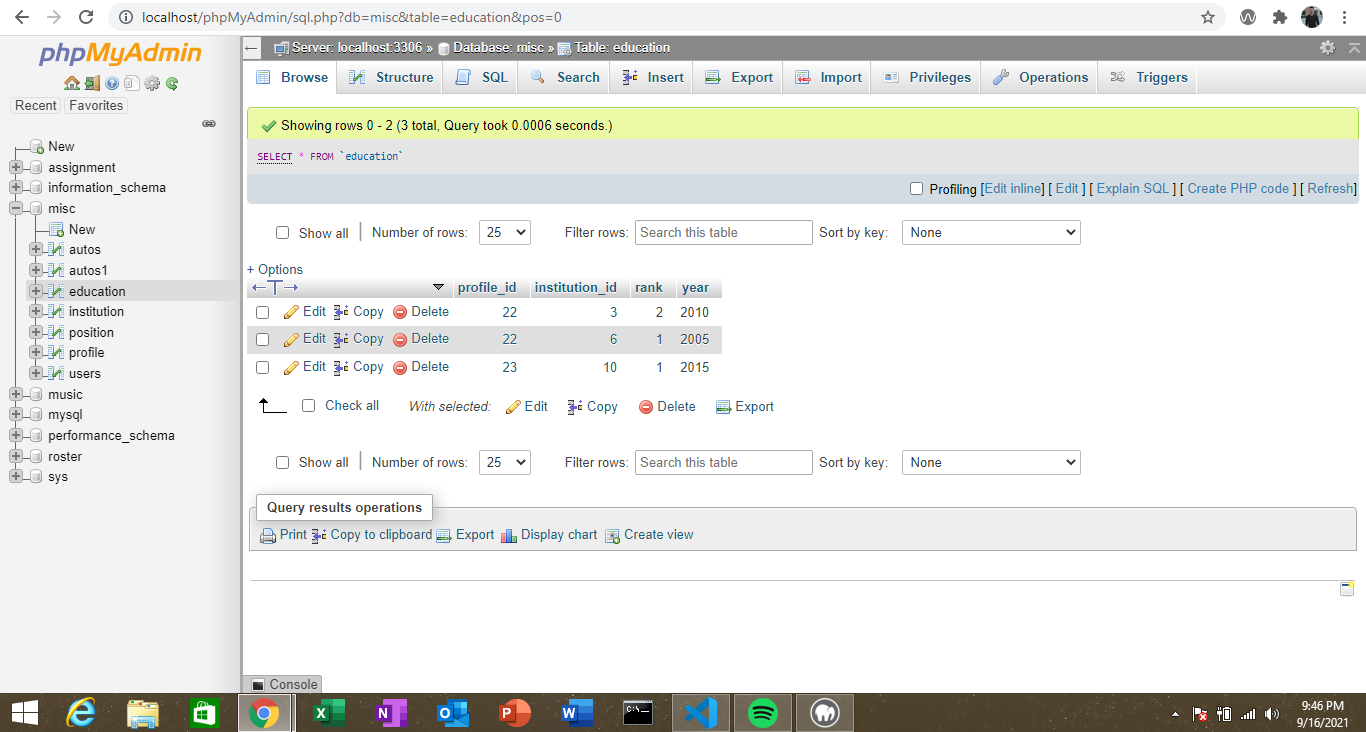 localhost/phpMyAdmin/sql.php?db=misc&table=education&pos=0
phpMyAdmin
Recent Favorites
New
assignment
information_schema
misc
New
autos
autos1
education
institution
position
profile
users
music
mysql
performance_schema
roster
sys
Server: localhost:3306 » Database: misc » Table: education
Browse Structure SQL Search Insert Export Import Privileges Operations Triggers
Showing rows 0 - 2 (3 total, Query took 0.0006 seconds.)
SELECT * FROM `education`
Profiling [Edit inline] [ Edit ] [ Explain SQL ] [ Create PHP code ] [ Refresh]
Show all Number of rows: 25 Filter rows: Search this table Sort by key: None
+ Options
←T→ profile_id institution_id rank year
Edit Copy Delete 22 3 2 2010
Edit Copy Delete 22 6 1 2005
Edit Copy Delete 23 10 1 2015
Check all With selected: Edit Copy Delete Export
Show all Number of rows: 25 Filter rows: Search this table Sort by key: None
Query results operations
Print Copy to clipboard Export Display chart Create view
Console
9:46 PM
9/16/2021